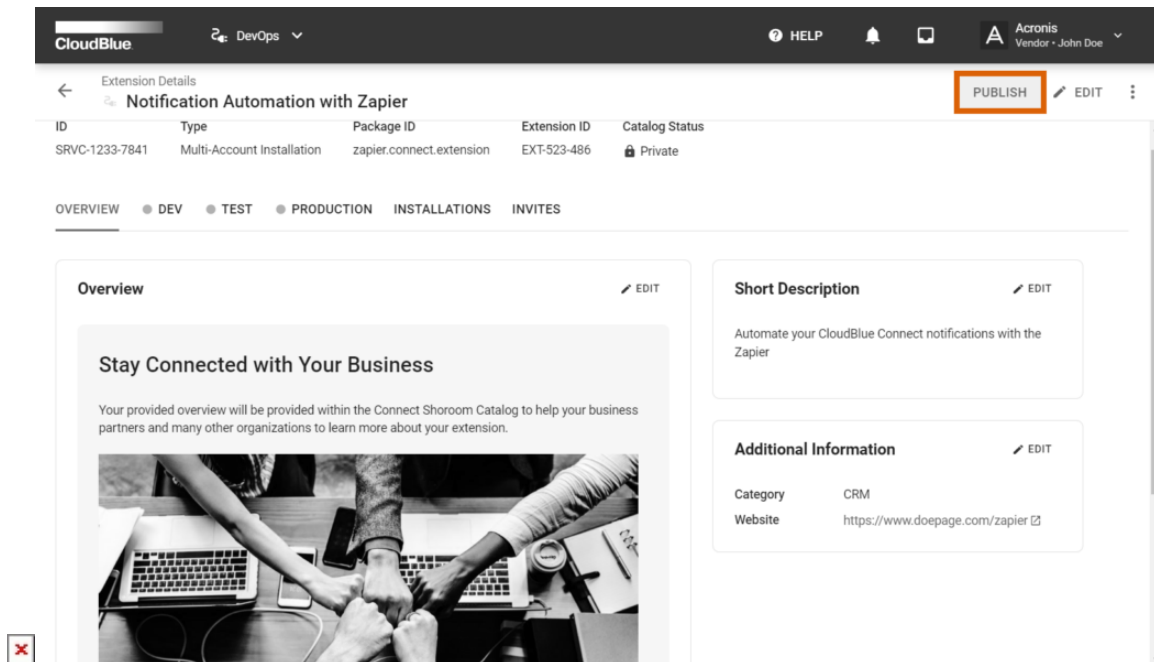 CloudBlue.
DevOps
HELP
Acronis
Vendor • John Doe
Extension Details
Notification Automation with Zapier
PUBLISH
EDIT
ID
Type
Package ID
Extension ID
Catalog Status
SRVC-1233-7841
Multi-Account Installation
zapier.connect.extension
EXT-523-486
Private
OVERVIEW
DEV
TEST
PRODUCTION
INSTALLATIONS
INVITES
Overview
EDIT
Stay Connected with Your Business
Your provided overview will be provided within the Connect Shoroom Catalog to help your business
partners and many other organizations to learn more about your extension.
Short Description
EDIT
Automate your CloudBlue Connect notifications with the
Zapier
Additional Information
EDIT
Category
CRM
Website
https://www.doepage.com/zapier